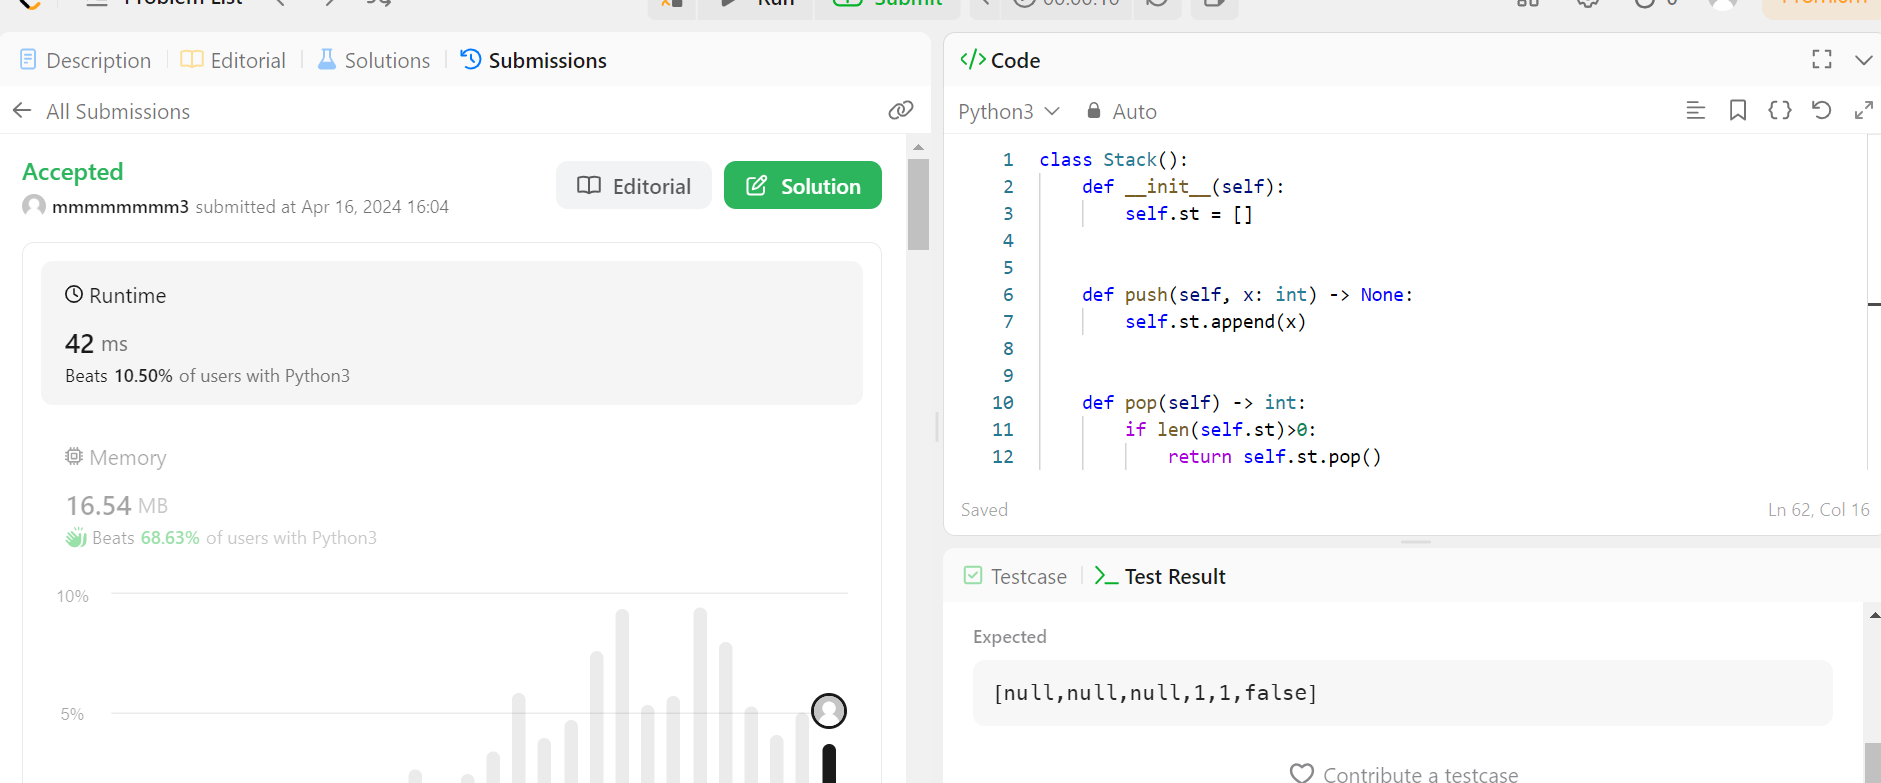 Problem List
Run
Submit
00:00:10
0
Premium
Description
Editorial
Solutions
Submissions
All Submissions
Accepted
mmmmmmmm3 submitted at Apr 16, 2024 16:04
Editorial
Solution
Runtime
42 ms
Beats 10.50% of users with Python3
Memory
16.54 MB
Beats 68.63% of users with Python3
10%
5%
</> Code
Python3
Auto
1 class Stack():
2 def __init__(self):
3 self.st = []
4
5
6 def push(self, x: int) -> None:
7 self.st.append(x)
8
9
10 def pop(self) -> int:
11 if len(self.st)>0:
12 return self.st.pop()
Saved
Ln 62, Col 16
Testcase
Test Result
Expected
[null,null,null,1,1,false]
Contribute a testcase